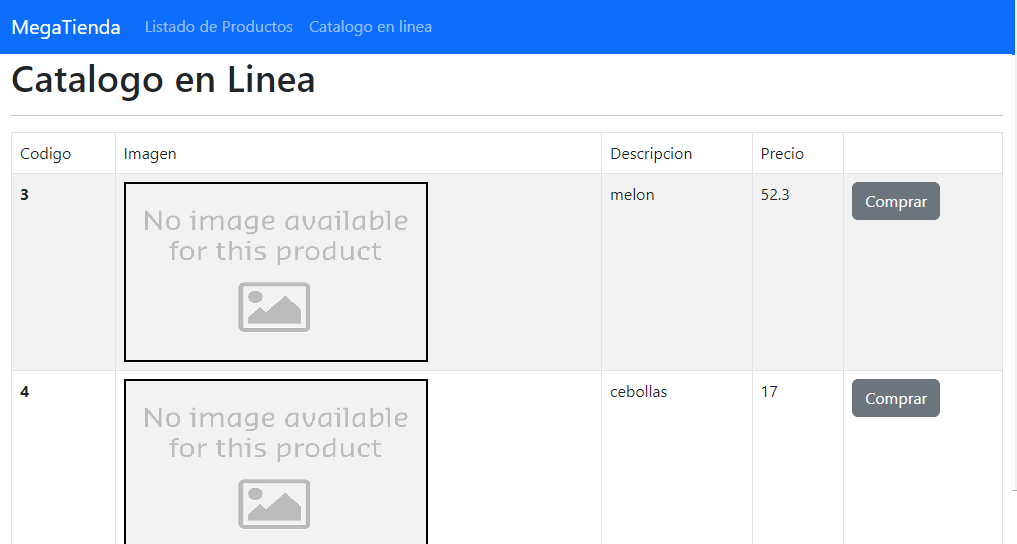 MegaTienda Listado de Productos Catalogo en linea
Catalogo en Linea
Codigo Imagen Descripcion Precio
3 melon 52.3 Comprar
No image available
for this product
4 cebollas 17 Comprar
No image available
for this product